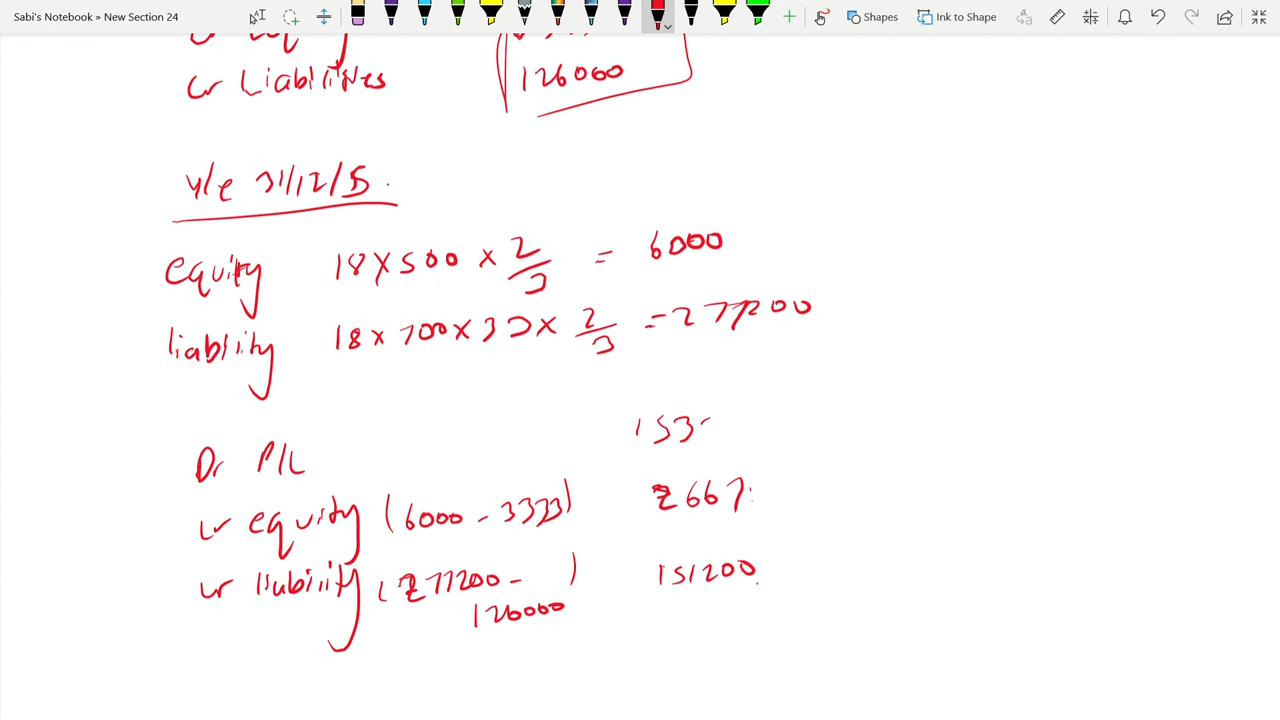 Sabi's Notebook » New Section 24
Shapes
Ink to Shape
cr Liabilities 126000
y/e 31/12/5.
equity 18 x 500 x 2/3 = 6000
liablity 18 x 700 x 33 x 2/3 = 277200
Dr P/L 153
cr equity (6000 - 3333) 2667
cr liability (277200 - 126000) 151200